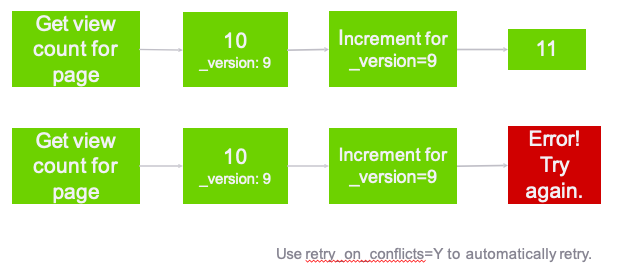 Get view
count for
page
10
_version: 9
Increment for
_version=9
11
Get view
count for
page
10
_version: 9
Increment for
_version=9
Error!
Try
again.
Use retry_on_conflicts=Y to automatically retry.